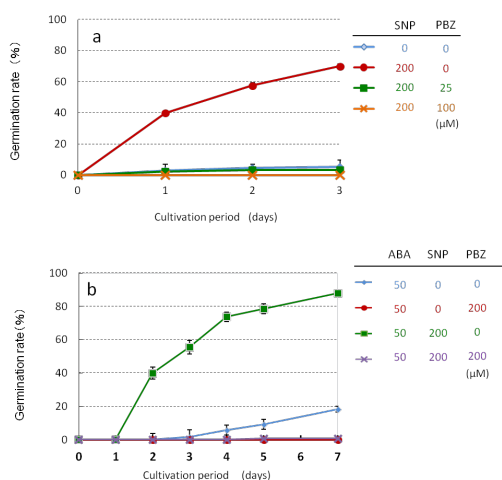 a
100
80
60
40
20
0
Germination rate (%)
0 1 2 3
Cultivation period (days)
SNP PBZ
0 0
200 0
200 25
200 100
(μM)
b
100
80
60
40
20
0
Germination rate (%)
0 1 2 3 4 5 6 7
Cultivation period (days)
ABA SNP PBZ
50 0 0
50 0 200
50 200 0
50 200 200
(μM)